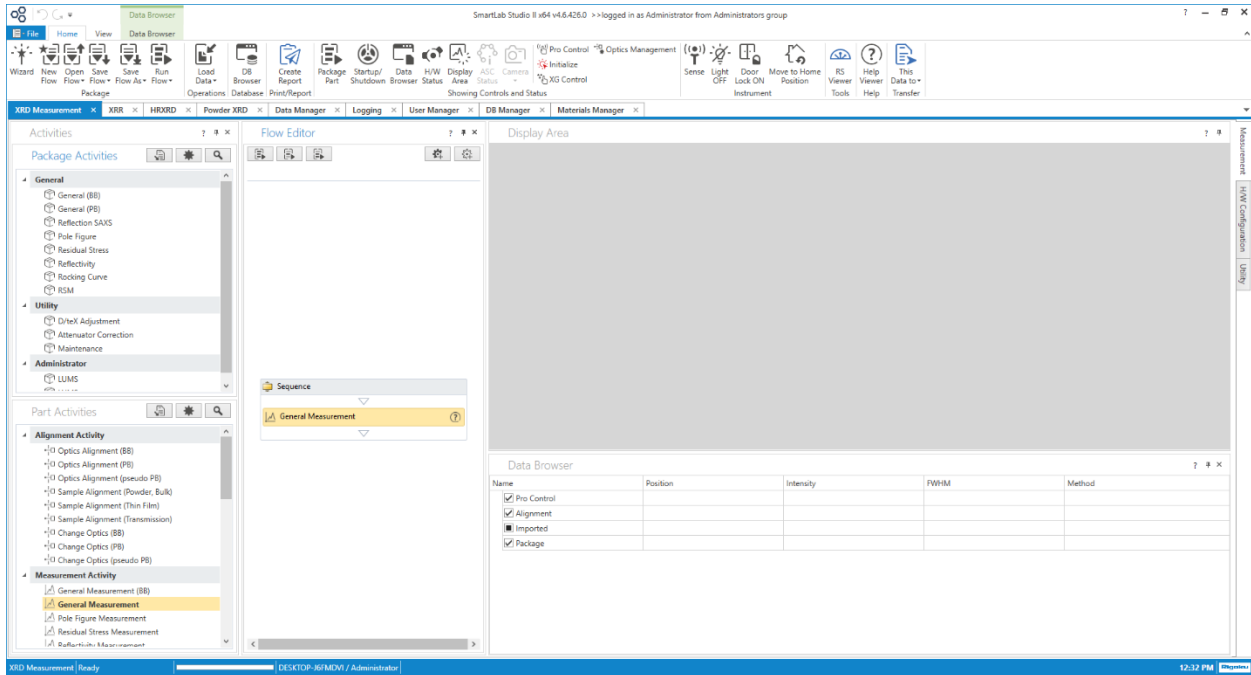 Data Browser
SmartLab Studio II x64 v4.6.426.0 >>logged in as Administrator from Administrators group
File Home View Data Browser
Wizard
New Flow
Open Flow
Save Flow
Save Flow As
Run Flow
Package
Load Data
Operations
DB Browser
Database
Create Report
Print/Report
Package Part
Startup/ Shutdown
Data Browser
H/W Status
Display Area
ASC Status
Camera
Pro Control
Optics Management
Initialize
XG Control
Showing Controls and Status
Sense
Light OFF
Door Lock ON
Move to Home Position
Instrument
RS Viewer
Tools
Help Viewer
Help
This Data to
Transfer
XRD Measurement XRR HRXRD Powder XRD Data Manager Logging User Manager DB Manager Materials Manager
Activities
Package Activities
General
General (BB)
General (PB)
Reflection SAXS
Pole Figure
Residual Stress
Reflectivity
Rocking Curve
RSM
Utility
D/teX Adjustment
Attenuator Correction
Maintenance
Administrator
LUMS
Part Activities
Alignment Activity
Optics Alignment (BB)
Optics Alignment (PB)
Optics Alignment (pseudo PB)
Sample Alignment (Powder, Bulk)
Sample Alignment (Thin Film)
Sample Alignment (Transmission)
Change Optics (BB)
Change Optics (PB)
Change Optics (pseudo PB)
Measurement Activity
General Measurement (BB)
General Measurement
Pole Figure Measurement
Residual Stress Measurement
Reflectivity Measurement
Flow Editor
Sequence
General Measurement
Display Area
Data Browser
Name Position Intensity FWHM Method
Pro Control
Alignment
Imported
Package
Measurement
H/W Configuration
Utility
XRD Measurement Ready
DESKTOP-J6FMDVI / Administrator
12:32 PM
Rigaku